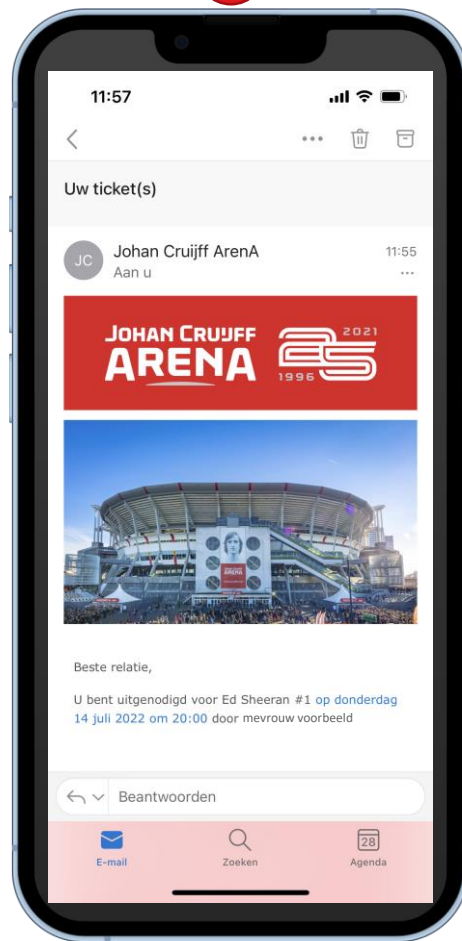 11:57
Uw ticket(s)
JC
Johan Cruijff ArenA
11:55
Aan u
JOHAN CRUIJFF
ARENA
2021
25
1996
ARENA
Beste relatie,
U bent uitgenodigd voor Ed Sheeran #1 op donderdag
14 juli 2022 om 20:00 door mevrouw voorbeeld
Beantwoorden
28
E-mail
Zoeken
Agenda